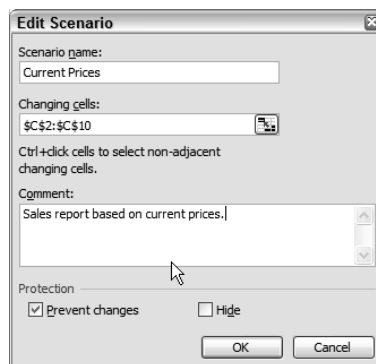 Edit Scenario
Scenario name:
Current Prices
Changing cells:
$C$2:$C$10
Ctrl+click cells to select non-adjacent
changing cells.
Comment:
Sales report based on current prices.
Protection
Prevent changes Hide
OK Cancel